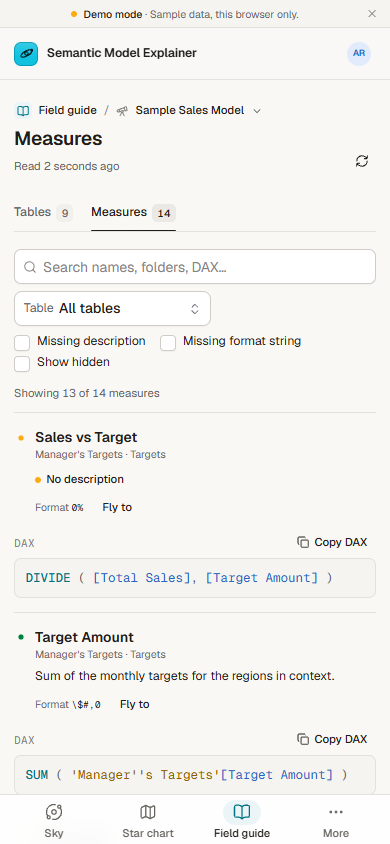 Demo mode · Sample data, this browser only.
Semantic Model Explainer
AR
Field guide / Sample Sales Model
Measures
Read 2 seconds ago
Tables 9 Measures 14
Search names, folders, DAX...
Table All tables
Missing description Missing format string
Show hidden
Showing 13 of 14 measures
Sales vs Target
Manager's Targets · Targets
No description
Format 0% Fly to
DAX Copy DAX
DIVIDE ( [Total Sales], [Target Amount] )
Target Amount
Manager's Targets · Targets
Sum of the monthly targets for the regions in context.
Format \$#,0 Fly to
DAX Copy DAX
SUM ( 'Manager''s Targets'[Target Amount] )
Sky Star chart Field guide More